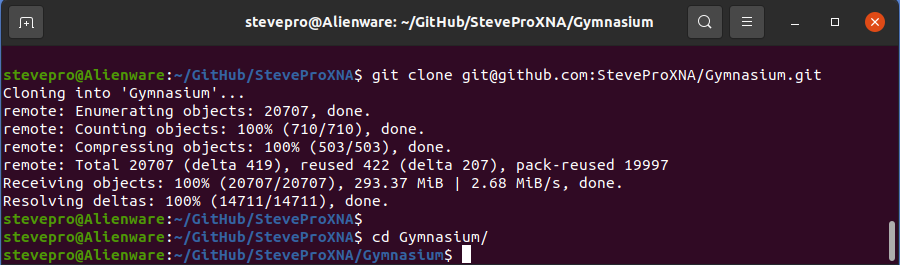 stevepro@Alienware: ~/GitHub/SteveProXNA/Gymnasium
stevepro@Alienware:~/GitHub/SteveProXNA$ git clone git@github.com:SteveProXNA/Gymnasium.git
Cloning into 'Gymnasium'...
remote: Enumerating objects: 20707, done.
remote: Counting objects: 100% (710/710), done.
remote: Compressing objects: 100% (503/503), done.
remote: Total 20707 (delta 419), reused 422 (delta 207), pack-reused 19997
Receiving objects: 100% (20707/20707), 293.37 MiB | 2.68 MiB/s, done.
Resolving deltas: 100% (14711/14711), done.
stevepro@Alienware:~/GitHub/SteveProXNA$
stevepro@Alienware:~/GitHub/SteveProXNA$ cd Gymnasium/
stevepro@Alienware:~/GitHub/SteveProXNA/Gymnasium$